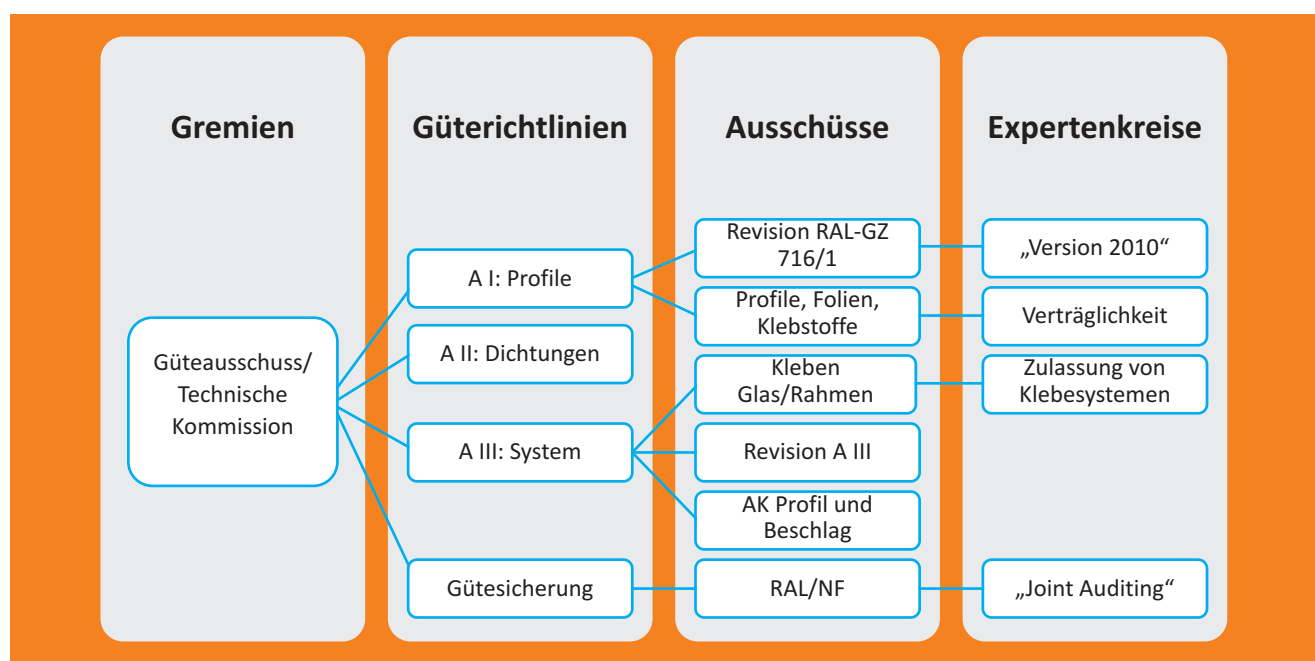 Gremien
Güteausschuss/
Technische
Kommission
Güterichtlinien
A I: Profile
A II: Dichtungen
A III: System
Gütesicherung
Ausschüsse
Revision RAL-GZ
716/1
Profile, Folien,
Klebstoffe
Kleben
Glas/Rahmen
Revision A III
AK Profil und
Beschlag
RAL/NF
Expertenkreise
„Version 2010“
Verträglichkeit
Zulassung von
Klebesystemen
„Joint Auditing“